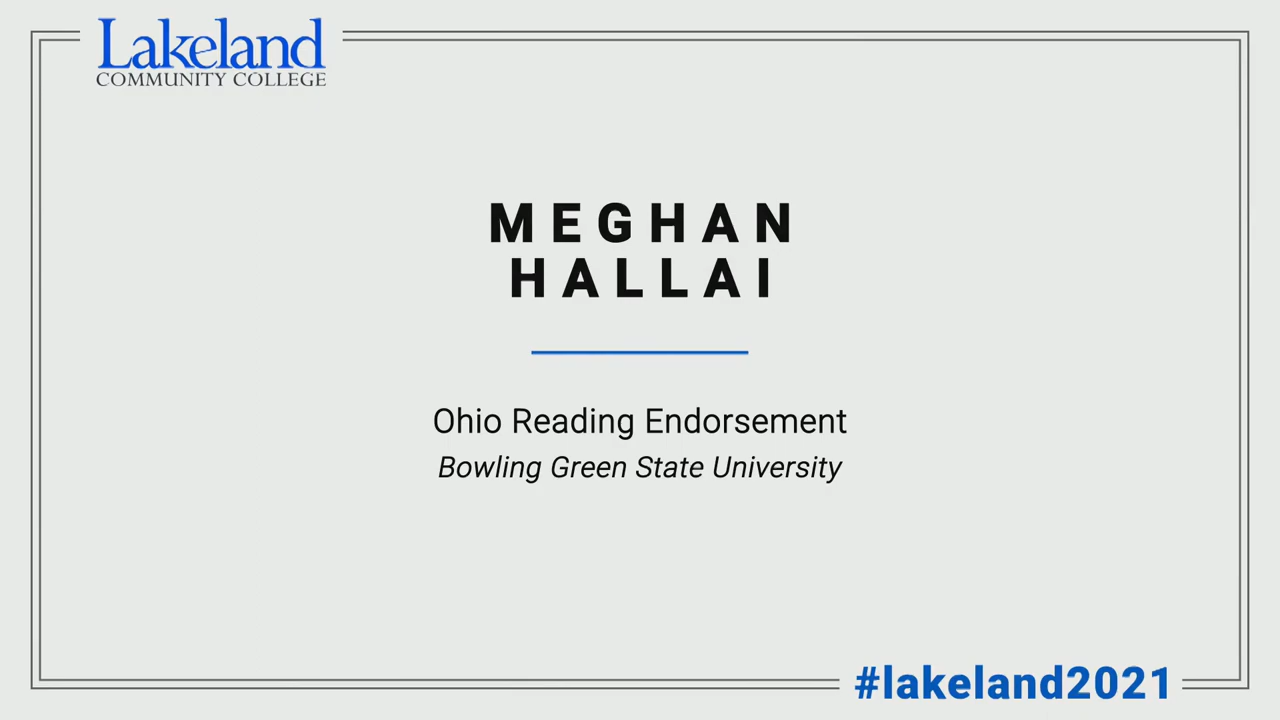 Lakeland
COMMUNITY COLLEGE
MEGHAN
HALLAI
Ohio Reading Endorsement
Bowling Green State University
#lakeland2021